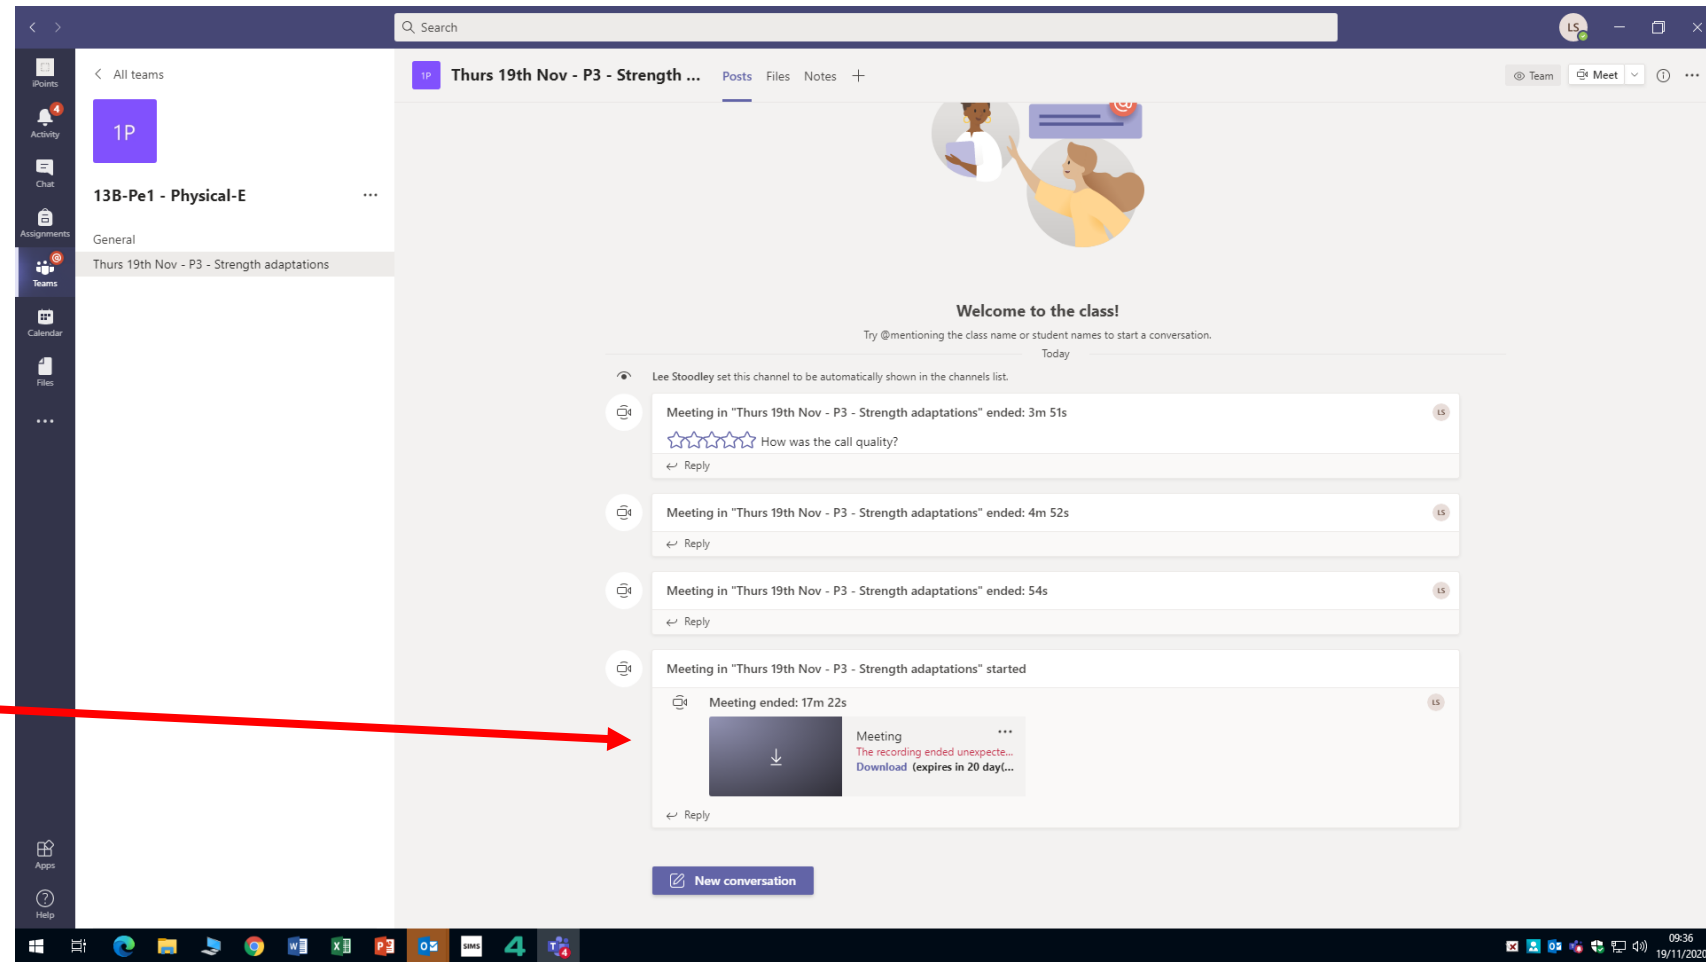 Search
LS
iPoints
4
Activity
Chat
Assignments
@
Teams
Calendar
Files
Apps
Help
All teams
1P
13B-Pe1 - Physical-E
General
Thurs 19th Nov - P3 - Strength adaptations
1P Thurs 19th Nov - P3 - Strength ... Posts Files Notes
Team Meet
@
Welcome to the class!
Try @mentioning the class name or student names to start a conversation.
Today
Lee Stoodley set this channel to be automatically shown in the channels list.
Meeting in "Thurs 19th Nov - P3 - Strength adaptations" ended: 3m 51s LS
How was the call quality?
Reply
Meeting in "Thurs 19th Nov - P3 - Strength adaptations" ended: 4m 52s LS
Reply
Meeting in "Thurs 19th Nov - P3 - Strength adaptations" ended: 54s LS
Reply
Meeting in "Thurs 19th Nov - P3 - Strength adaptations" started
Meeting ended: 17m 22s LS
Meeting
The recording ended unexpecte...
Download (expires in 20 day(...
Reply
New conversation
SIMS 4 4
09:36
19/11/2020